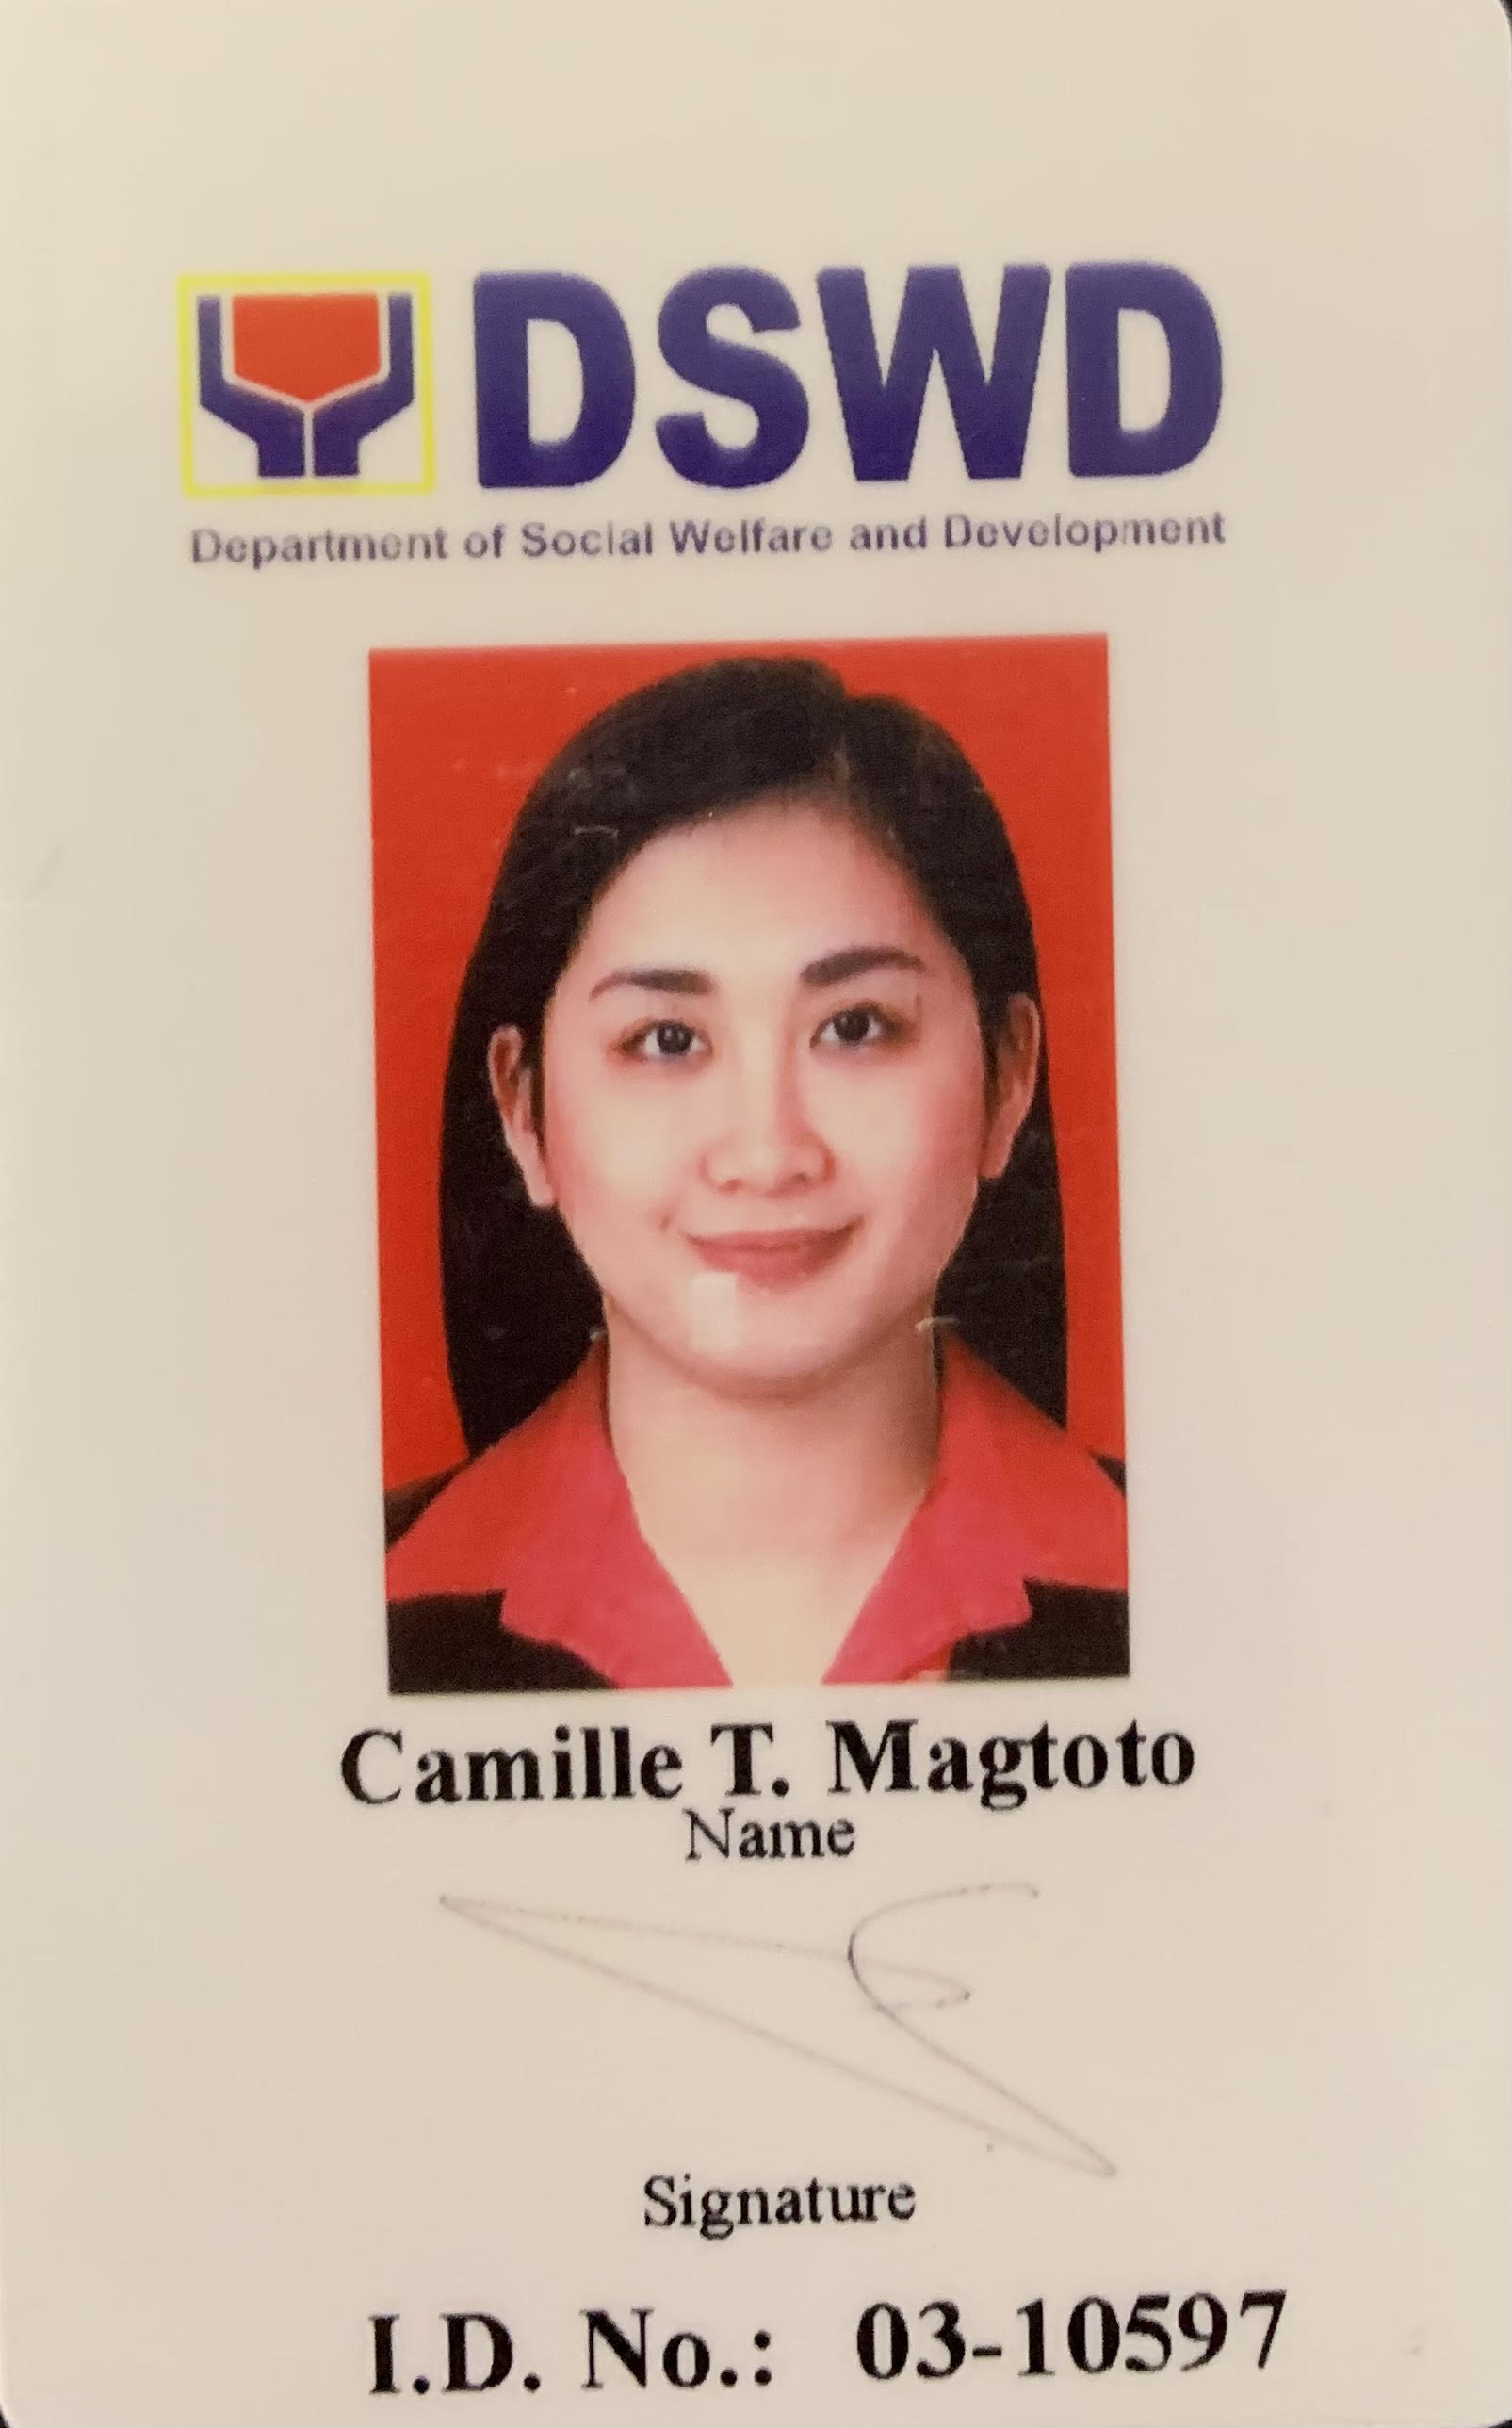 DSWD
Department of Social Welfare and Development
Camille T. Magtoto
Name
Signature
I.D. No.: 03-10597